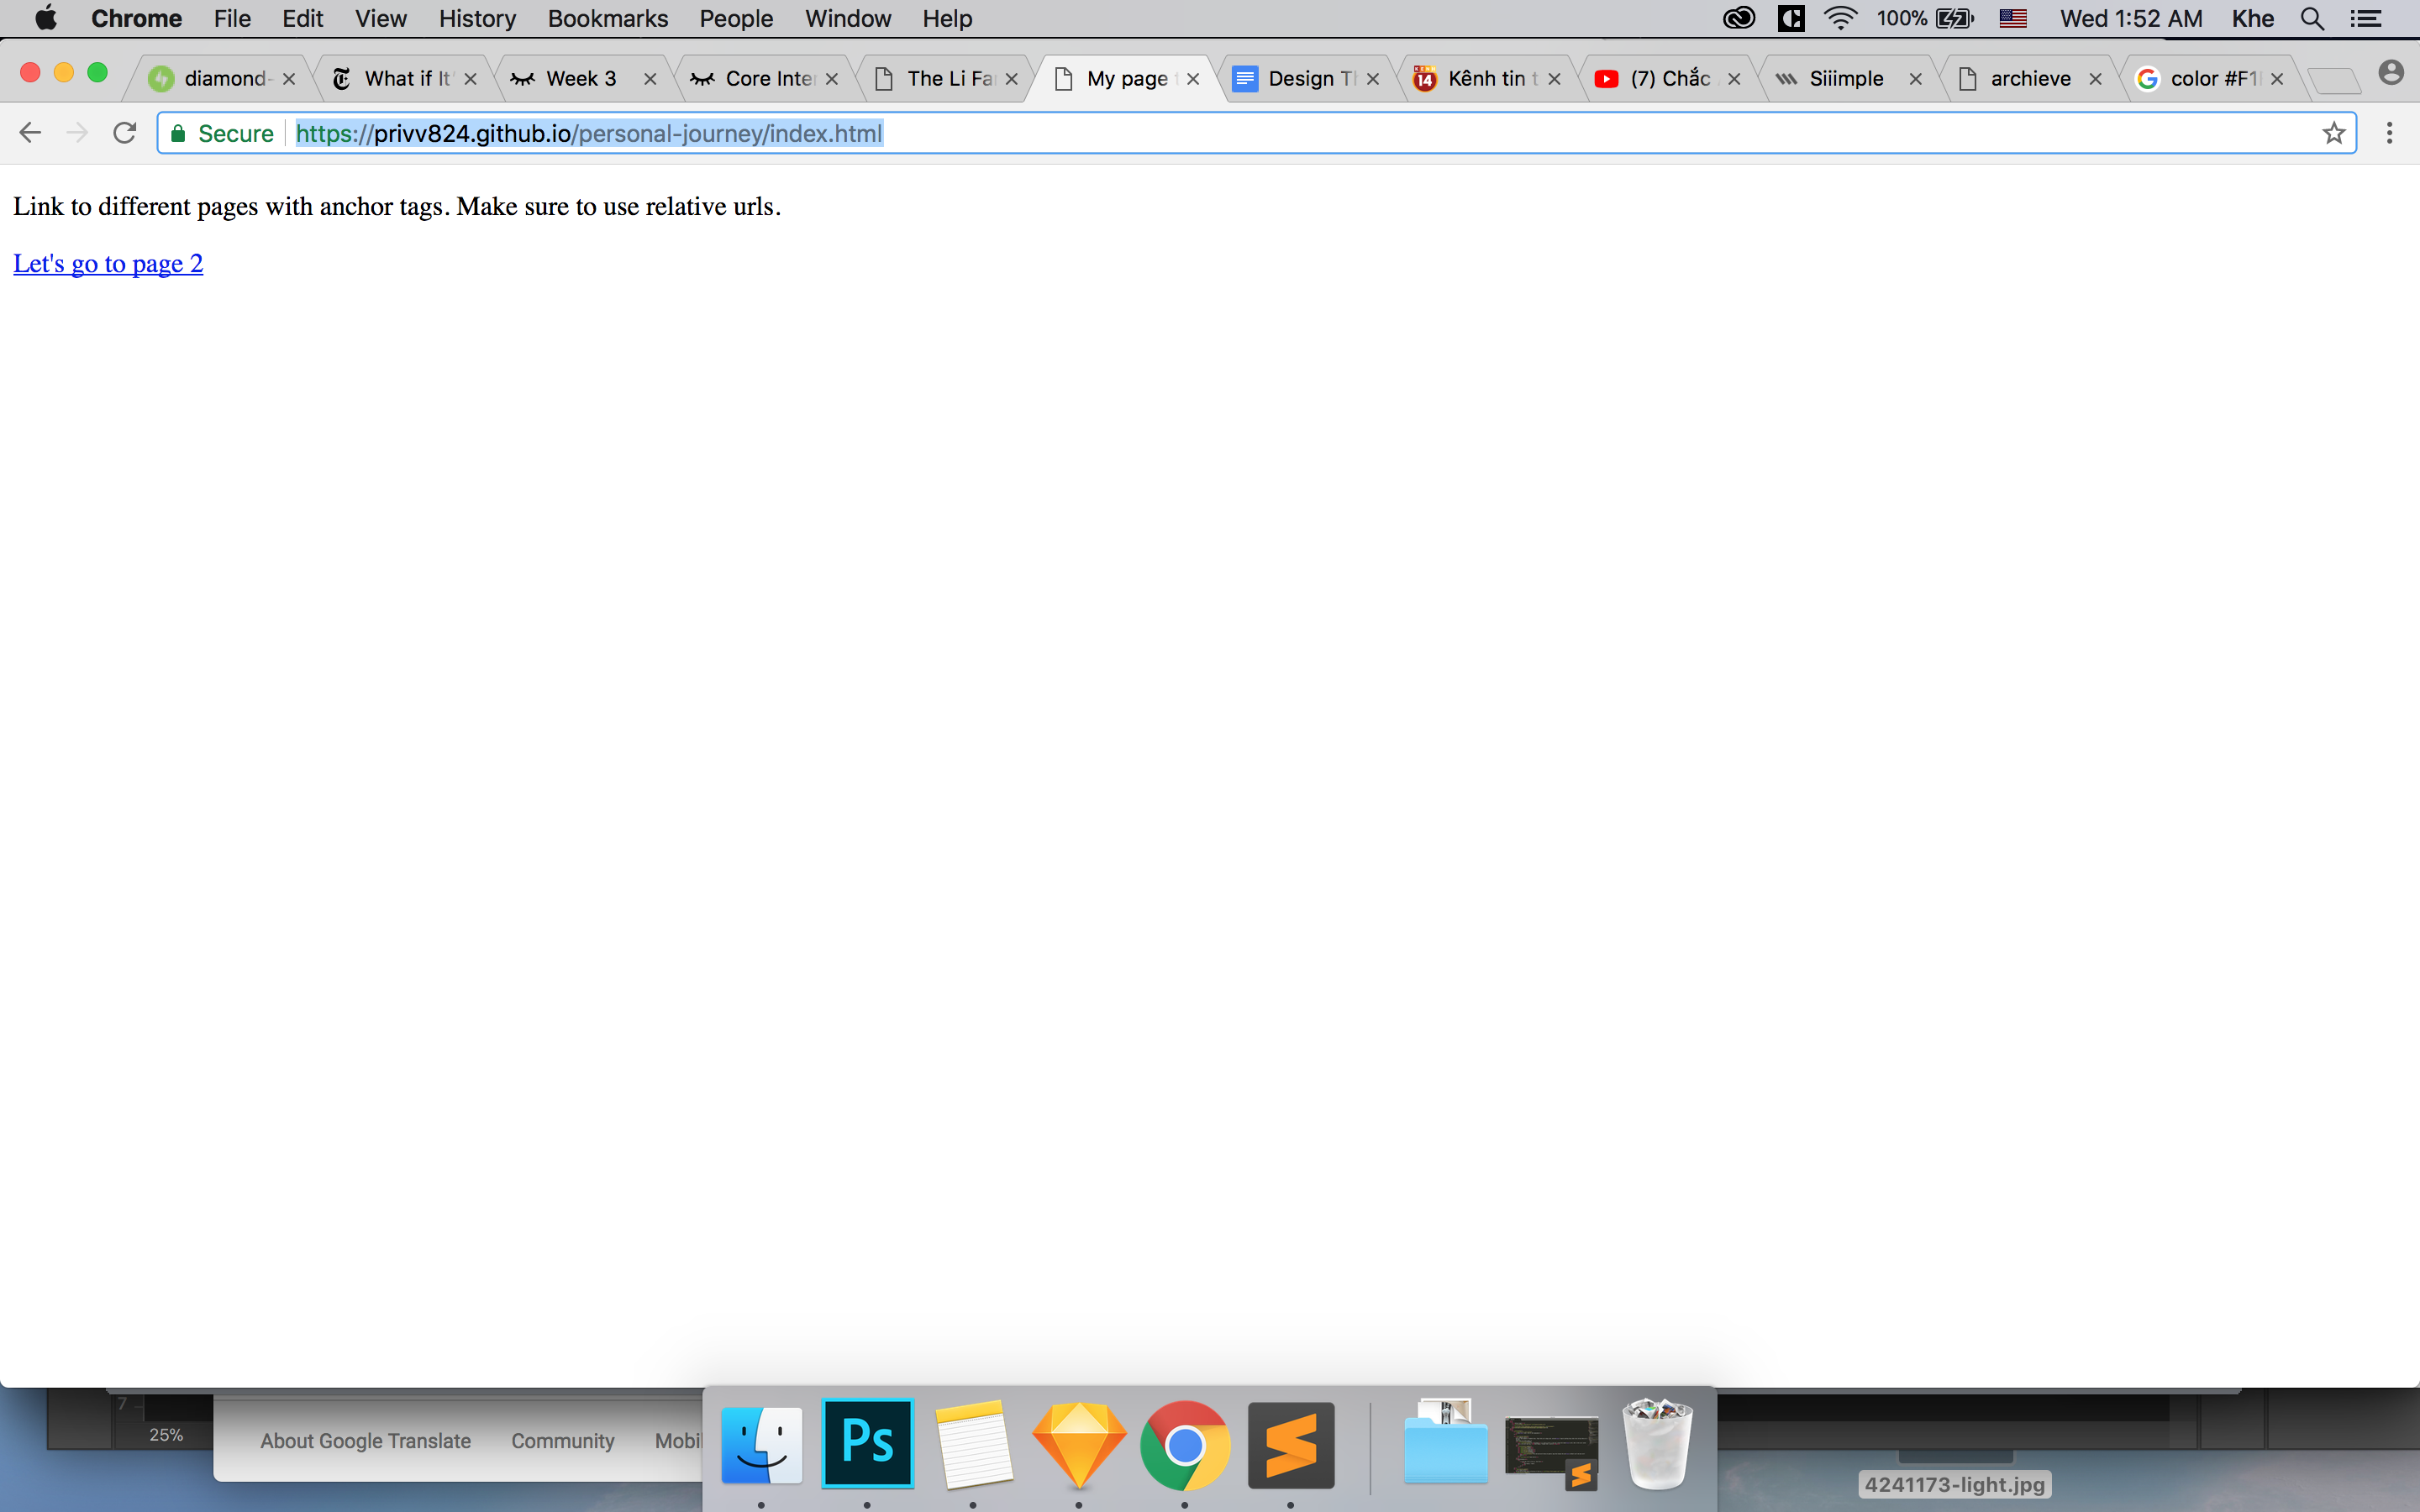 Chrome File Edit View History Bookmarks People Window Help 100% Wed 1:52 AM Khe
diamond- What if It' Week 3 Core Inter The Li Fa My page Design T Kênh tin t (7) Chắc Siiimple archieve color #F1
Secure https://privv824.github.io/personal-journey/index.html
Link to different pages with anchor tags. Make sure to use relative urls.
Let's go to page 2
7
25%
About Google Translate Community Mobi
Ps
4241173-light.jpg